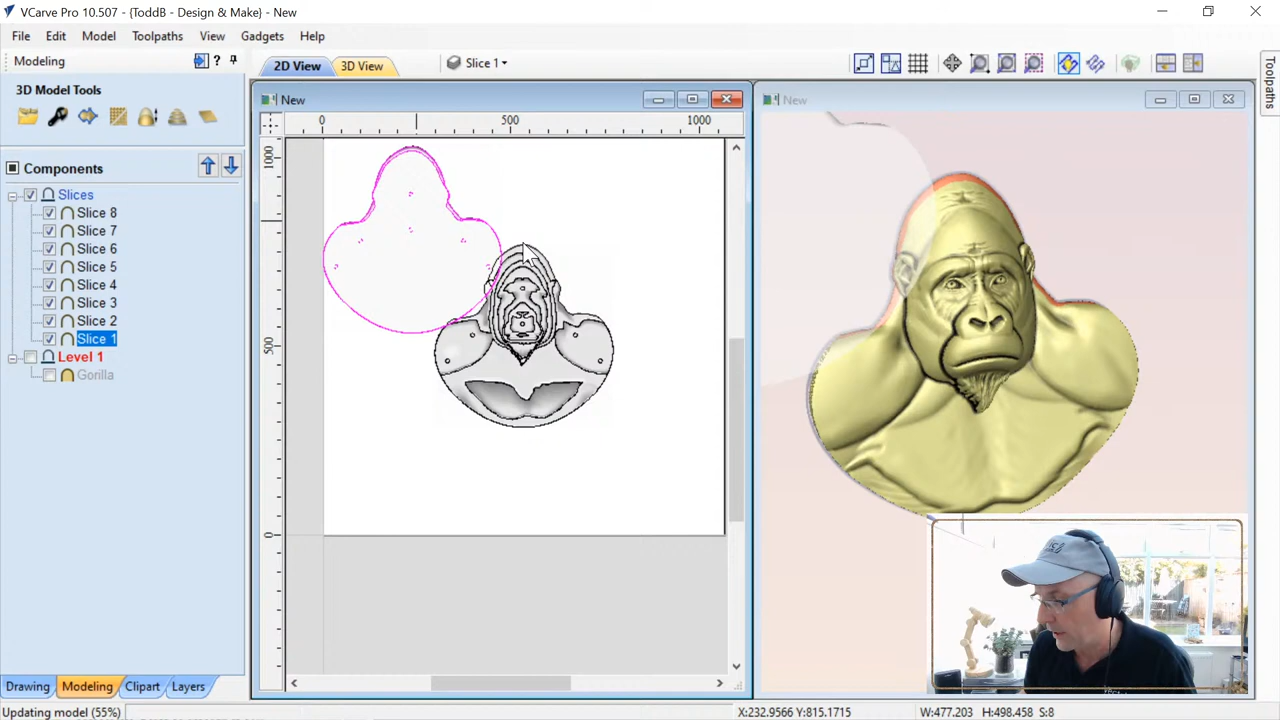 VCarve Pro 10.507 - {ToddB - Design & Make} - New
File Edit Model Toolpaths View Gadgets Help
Modeling ?
2D View 3D View Slice 1
3D Model Tools
New
New
Toolpaths
0 500 1000
1000
500
0
Components
Slices
Slice 8
Slice 7
Slice 6
Slice 5
Slice 4
Slice 3
Slice 2
Slice 1
Level 1
Gorilla
Drawing Modeling Clipart Layers
Updating model (55%) X:232.9566 Y:815.1715 W:477.203 H:498.458 S:8